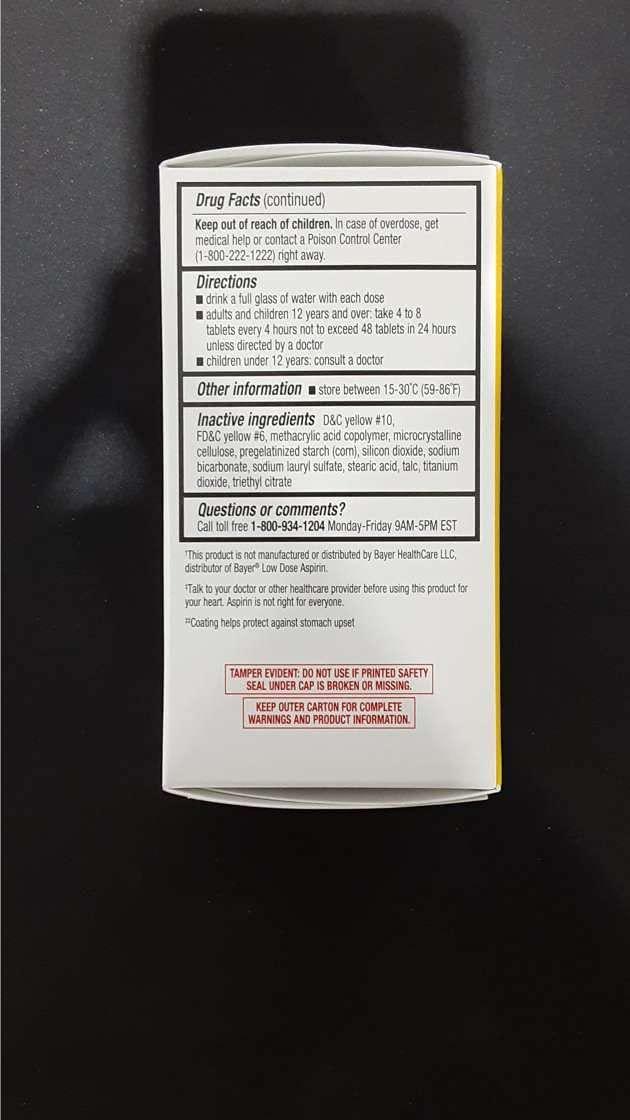 Drug Facts (continued)
Keep out of reach of children. In case of overdose, get
medical help or contact a Poison Control Center
(1-800-222-1222) right away.
Directions
■ drink a full glass of water with each dose
■ adults and children 12 years and over: take 4 to 8
tablets every 4 hours not to exceed 48 tablets in 24 hours
unless directed by a doctor
■ children under 12 years: consult a doctor
Other information ■ store between 15-30°C (59-86°F)
Inactive ingredients D&C yellow #10,
FD&C yellow #6, methacrylic acid copolymer, microcrystalline
cellulose, pregelatinized starch (corn), silicon dioxide, sodium
bicarbonate, sodium lauryl sulfate, stearic acid, talc, titanium
dioxide, triethyl citrate
Questions or comments?
Call toll free 1-800-934-1204 Monday-Friday 9AM-5PM EST
†This product is not manufactured or distributed by Bayer HealthCare LLC,
distributor of Bayer® Low Dose Aspirin.
‡Talk to your doctor or other healthcare provider before using this product for
your heart. Aspirin is not right for everyone.
‡‡Coating helps protect against stomach upset
TAMPER EVIDENT: DO NOT USE IF PRINTED SAFETY
SEAL UNDER CAP IS BROKEN OR MISSING.
KEEP OUTER CARTON FOR COMPLETE
WARNINGS AND PRODUCT INFORMATION.